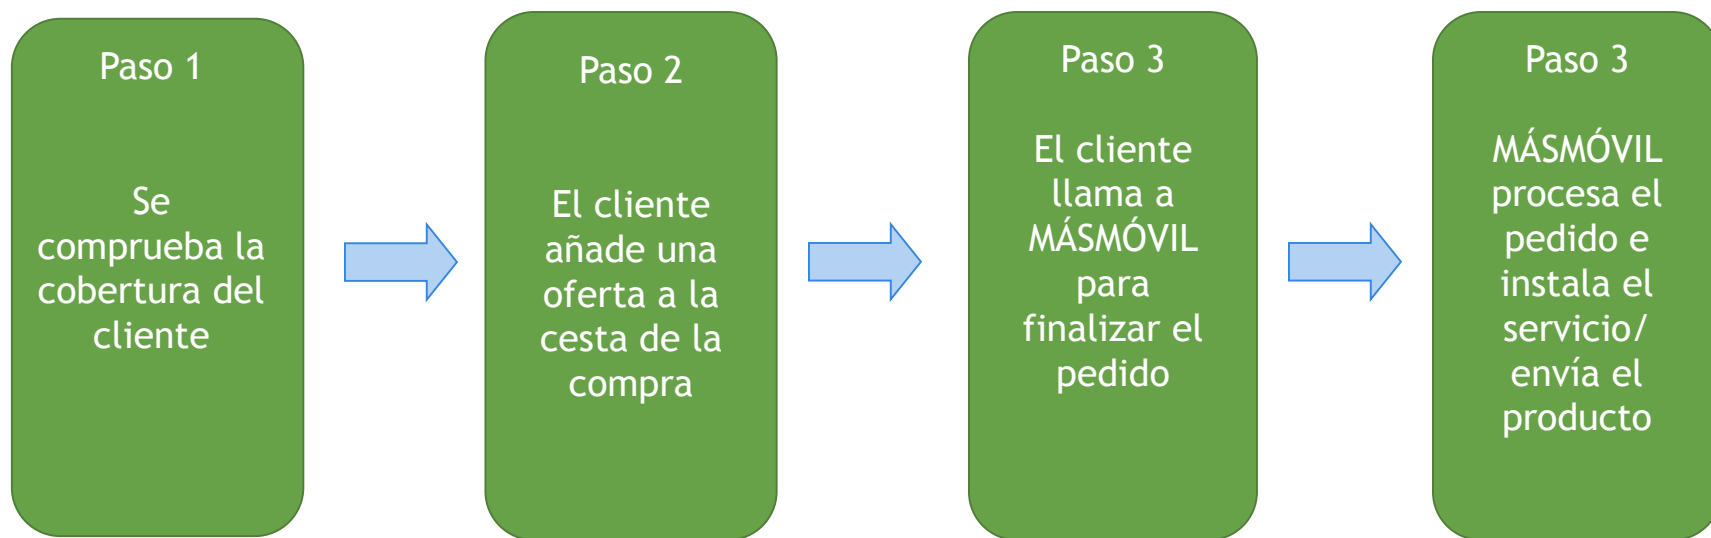 Paso 1
Se
comprueba la
cobertura del
cliente
Paso 2
El cliente
añade una
oferta a la
cesta de la
compra
Paso 3
El cliente
llama a
MÁSMÓVIL
para
finalizar el
pedido
Paso 3
MÁSMÓVIL
procesa el
pedido e
instala el
servicio/
envía el
producto